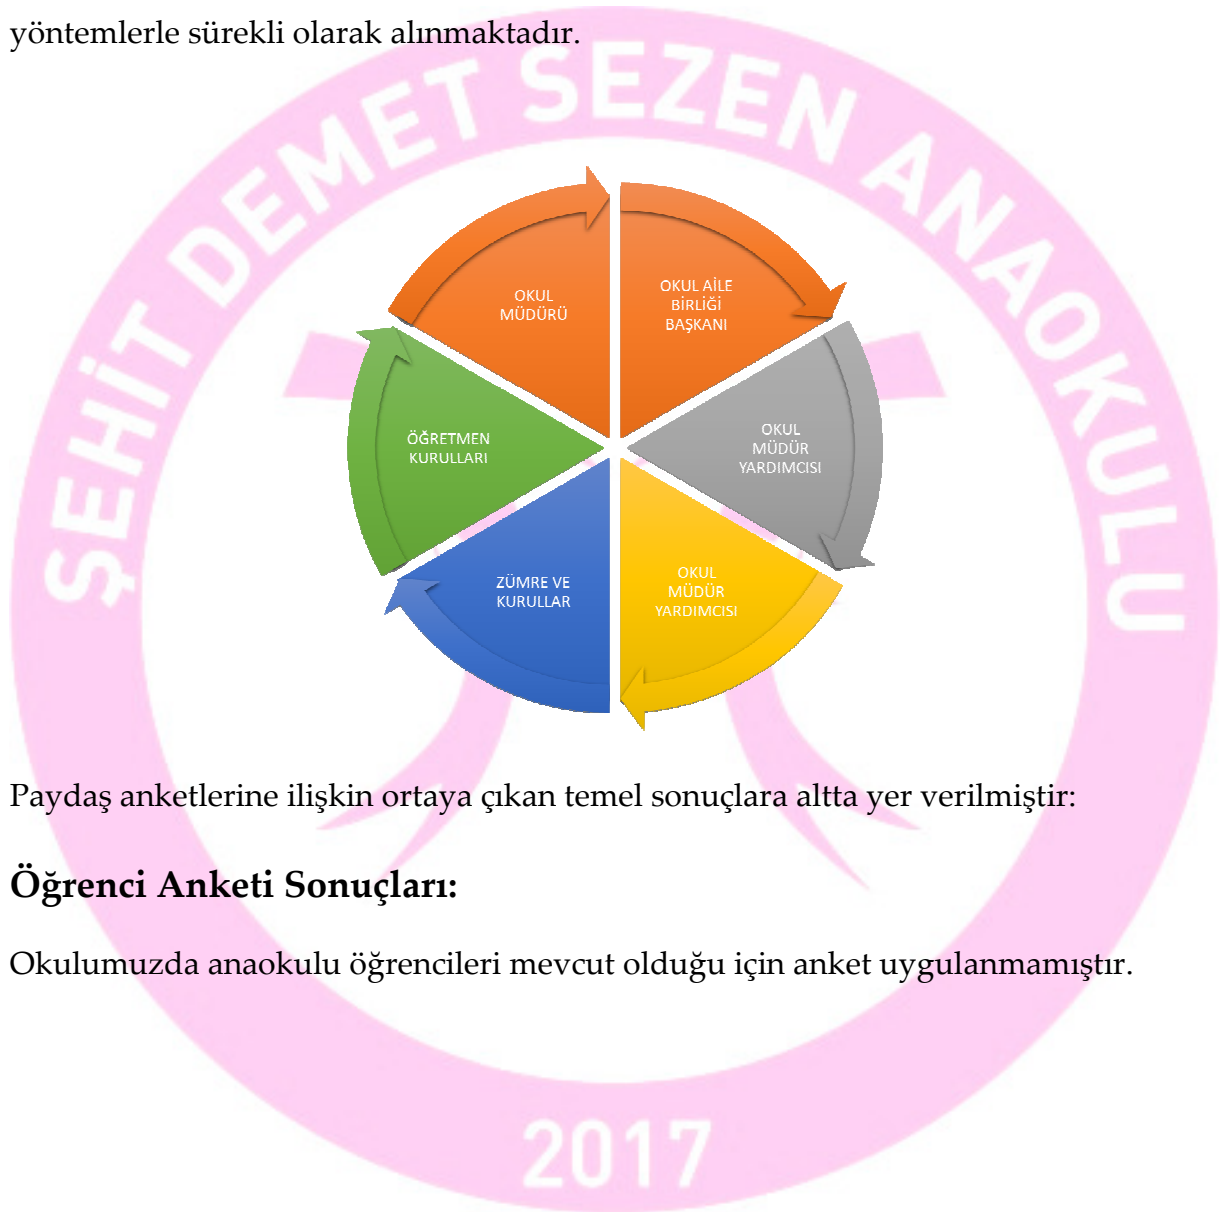 yöntemlerle sürekli olarak alınmaktadır.
ŞEHİT DEMET SEZEN ANAOKULU
OKUL
MÜDÜRÜ
OKUL AİLE
BİRLİĞİ
BAŞKANI
OKUL
MÜDÜR
YARDIMCISI
OKUL
MÜDÜR
YARDIMCISI
ZÜMRE VE
KURULLAR
ÖĞRETMEN
KURULLARI
Paydaş anketlerine ilişkin ortaya çıkan temel sonuçlara altta yer verilmiştir:
Öğrenci Anketi Sonuçları:
Okulumuzda anaokulu öğrencileri mevcut olduğu için anket uygulanmamıştır.
2017